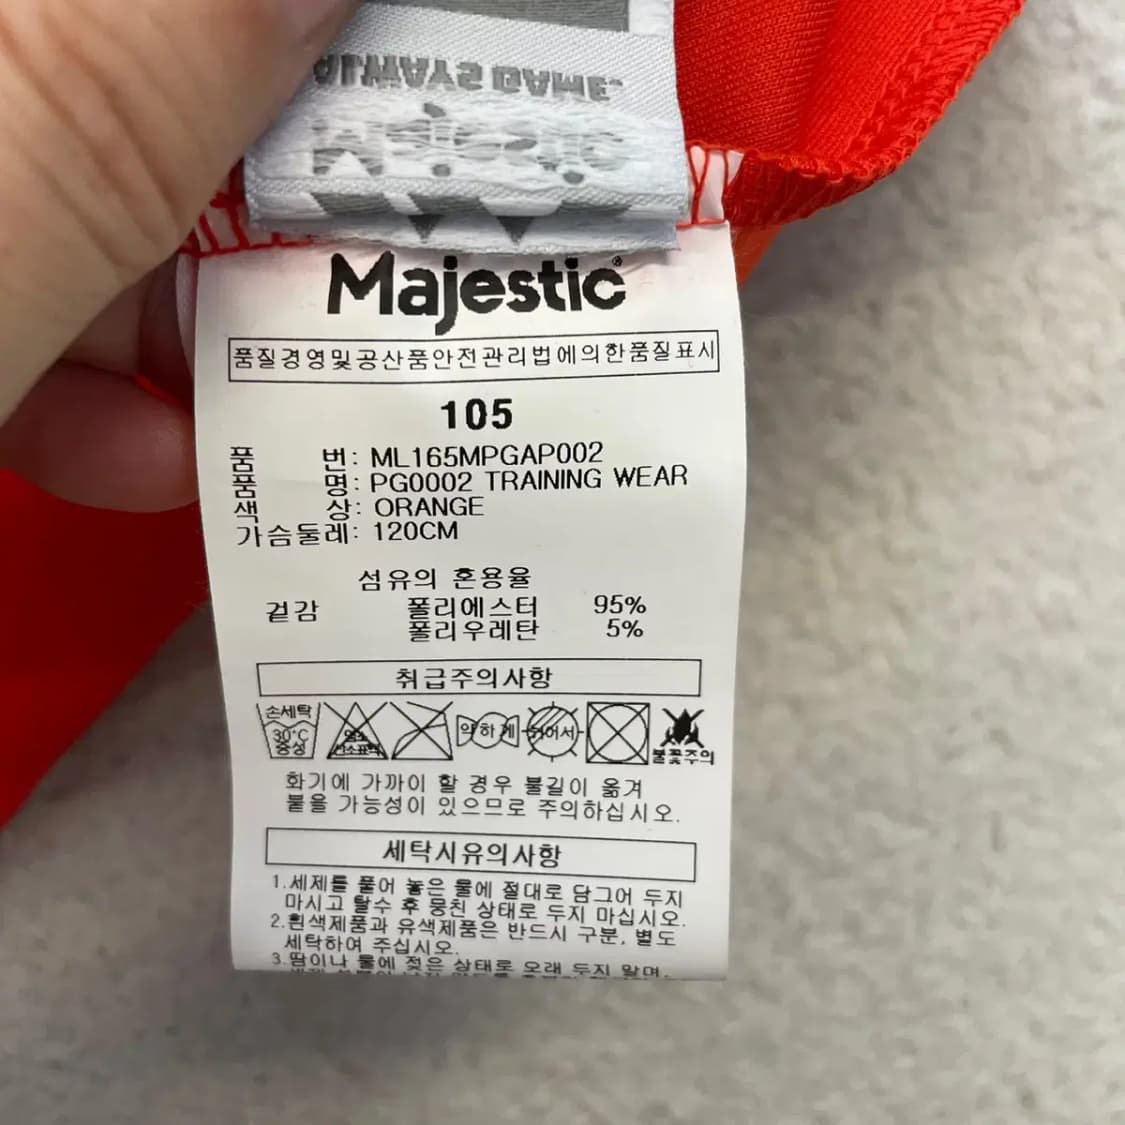 ALWAYS GAME.
Majestic
Majestic®
품질경영및공산품안전관리법에의한품질표시
105
품 번: ML165MPGAP002
품 명: PG0002 TRAINING WEAR
색 상: ORANGE
가슴둘레: 120CM
섬유의 혼용율
겉감 폴리에스터 95%
폴리우레탄 5%
취급주의사항
손세탁 30°C 중성
염소 산소표백
약하게
뉘어서
불꽃주의
화기에 가까이 할 경우 불길이 옮겨
붙을 가능성이 있으므로 주의하십시오.
세탁시유의사항
1.세제를 풀어 놓은 물에 절대로 담그어 두지
마시고 탈수 후 뭉친 상태로 두지 마십시오.
2.흰색제품과 유색제품은 반드시 구분, 별도
세탁하여 주십시오.
3.땀이나 물에 젖은 상태로 오래 두지 말며,